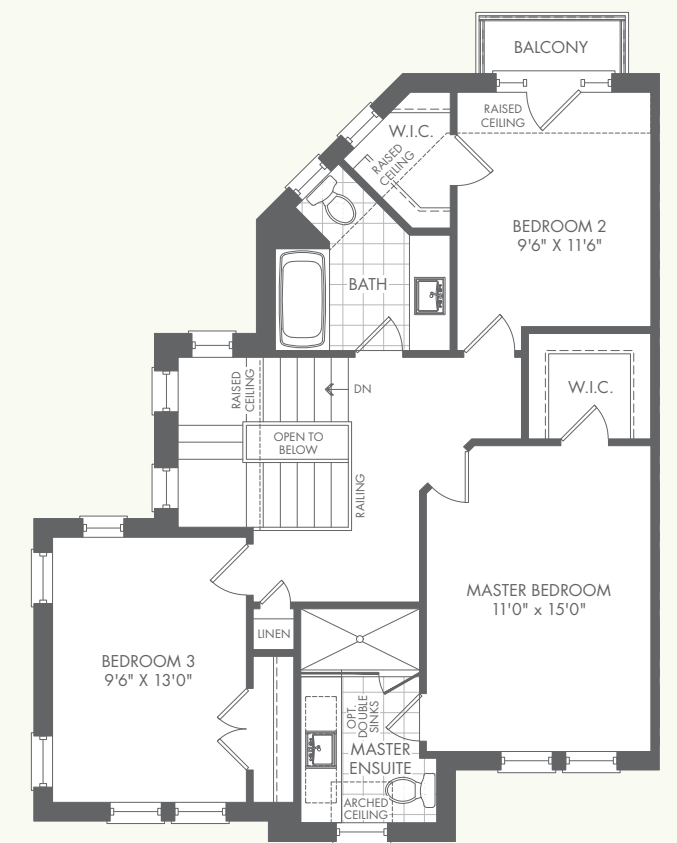 BALCONY
RAISED
CEILING
W.I.C.
RAISED
CEILING
BEDROOM 2
9'6" X 11'6"
BATH
RAISED
CEILING
DN
W.I.C.
OPEN TO
BELOW
RAILING
MASTER BEDROOM
11'0" x 15'0"
LINEN
BEDROOM 3
9'6" X 13'0"
OPT.
DOUBLE
SINKS
MASTER
ENSUITE
ARCHED
CEILING